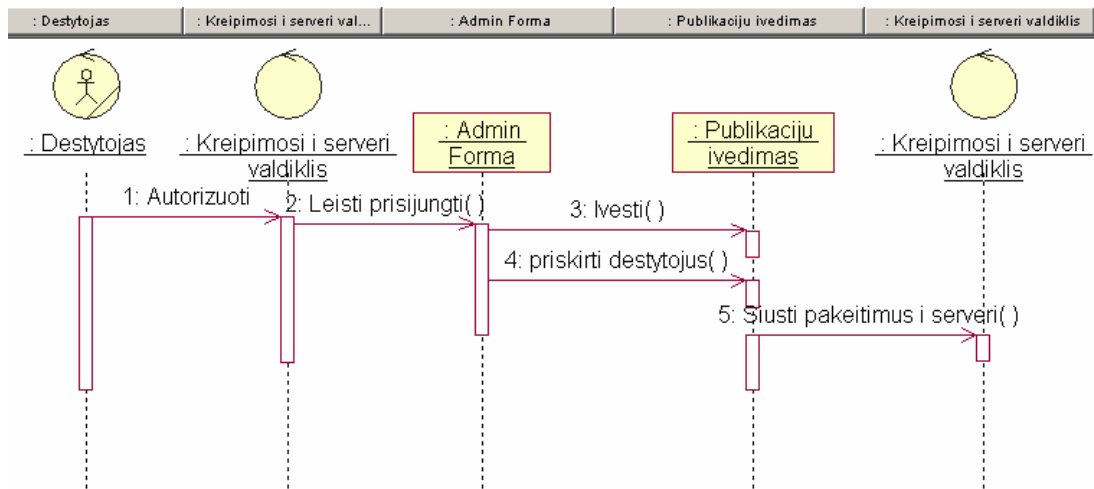 : Destytojas
: Kreipimosi i serveri val...
: Admin Forma
: Publikaciju ivedimas
: Kreipimosi i serveri valdiklis
: Destytojas
: Kreipimosi i serveri
valdiklis
: Admin
Forma
: Publikaciju
ivedimas
: Kreipimosi i serveri
valdiklis
1: Autorizuoti
2: Leisti prisijungti( )
3: Ivesti( )
4: priskirti destytojus( )
5: Siusti pakeitimus i serveri( )